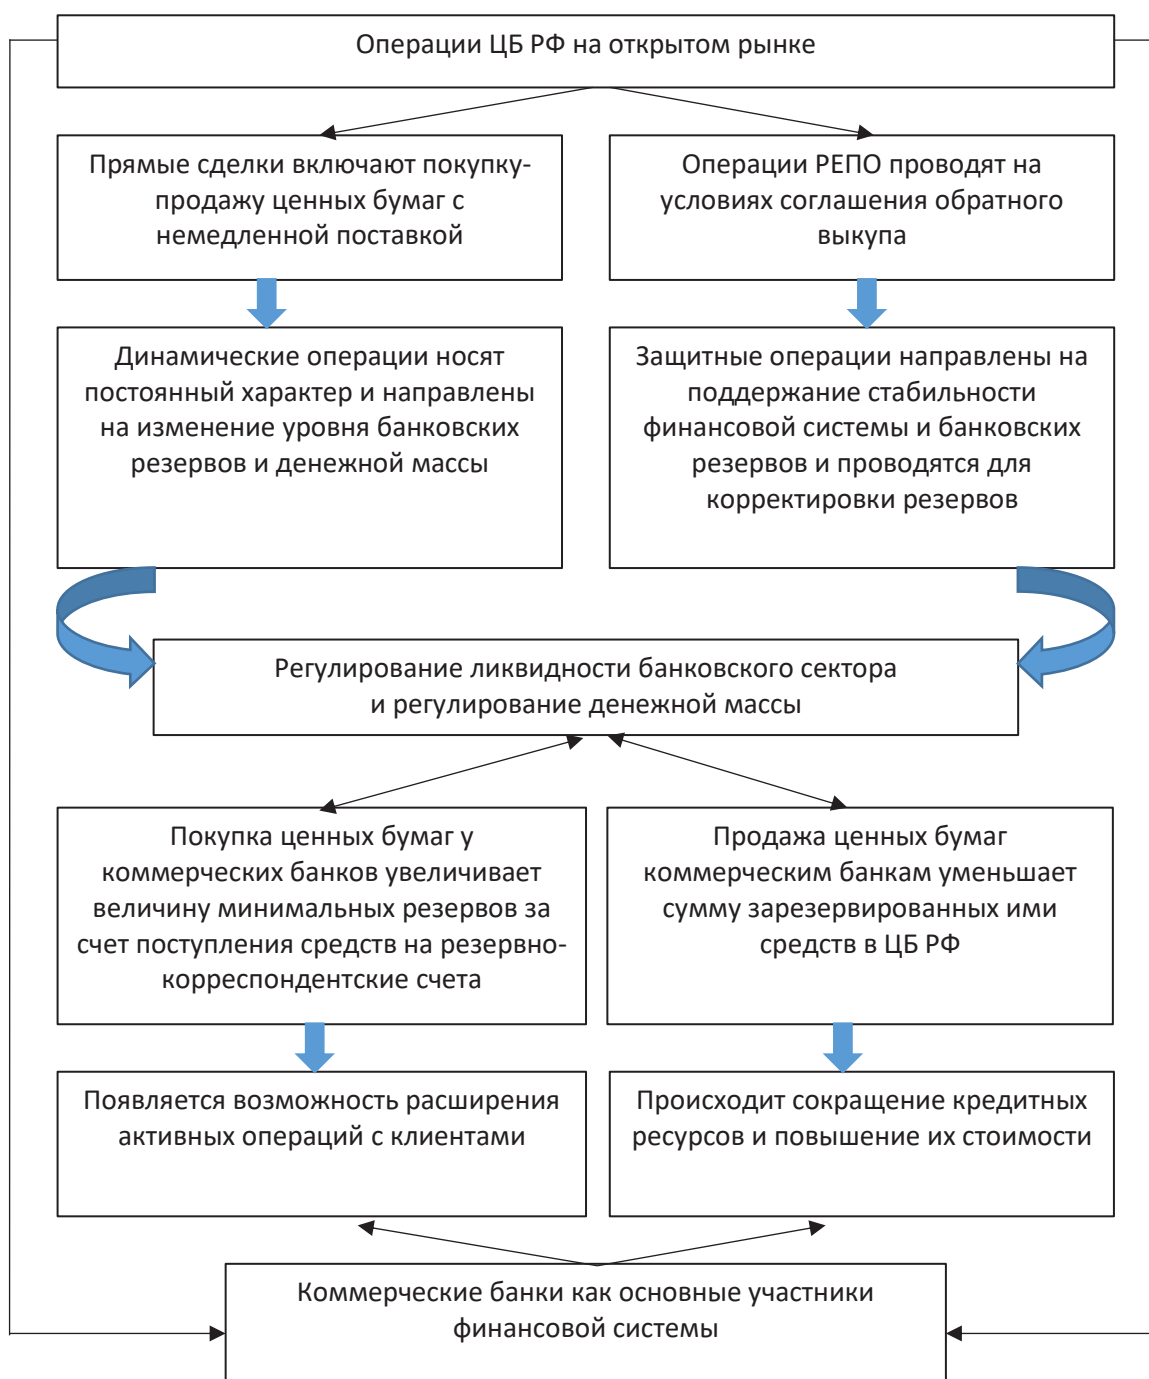 Операции ЦБ РФ на открытом рынке
Прямые сделки включают покупку-
продажу ценных бумаг с
немедленной поставкой
Операции РЕПО проводят на
условиях соглашения обратного
выкупа
Динамические операции носят
постоянный характер и направлены
на изменение уровня банковских
резервов и денежной массы
Защитные операции направлены на
поддержание стабильности
финансовой системы и банковских
резервов и проводятся для
корректировки резервов
Регулирование ликвидности банковского сектора
и регулирование денежной массы
Покупка ценных бумаг у
коммерческих банков увеличивает
величину минимальных резервов за
счет поступления средств на резервно-
корреспондентские счета
Продажа ценных бумаг
коммерческим банкам уменьшает
сумму зарезервированных ими
средств в ЦБ РФ
Появляется возможность расширения
активных операций с клиентами
Происходит сокращение кредитных
ресурсов и повышение их стоимости
Коммерческие банки как основные участники
финансовой системы